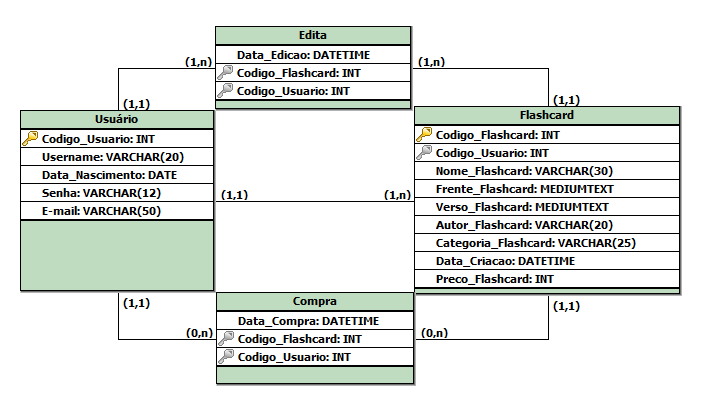 Edita
Data_Edicao: DATETIME
Codigo_Flashcard: INT
Codigo_Usuario: INT
(1,n)
(1,n)
(1,1)
(1,1)
Usuário
Codigo_Usuario: INT
Username: VARCHAR(20)
Data_Nascimento: DATE
Senha: VARCHAR(12)
E-mail: VARCHAR(50)
Flashcard
Codigo_Flashcard: INT
Codigo_Usuario: INT
Nome_Flashcard: VARCHAR(30)
Frente_Flashcard: MEDIUMTEXT
Verso_Flashcard: MEDIUMTEXT
Autor_Flashcard: VARCHAR(20)
Categoria_Flashcard: VARCHAR(25)
Data_Criacao: DATETIME
Preco_Flashcard: INT
(1,1)
(1,n)
(1,1)
(1,1)
Compra
Data_Compra: DATETIME
Codigo_Flashcard: INT
Codigo_Usuario: INT
(0,n)
(0,n)